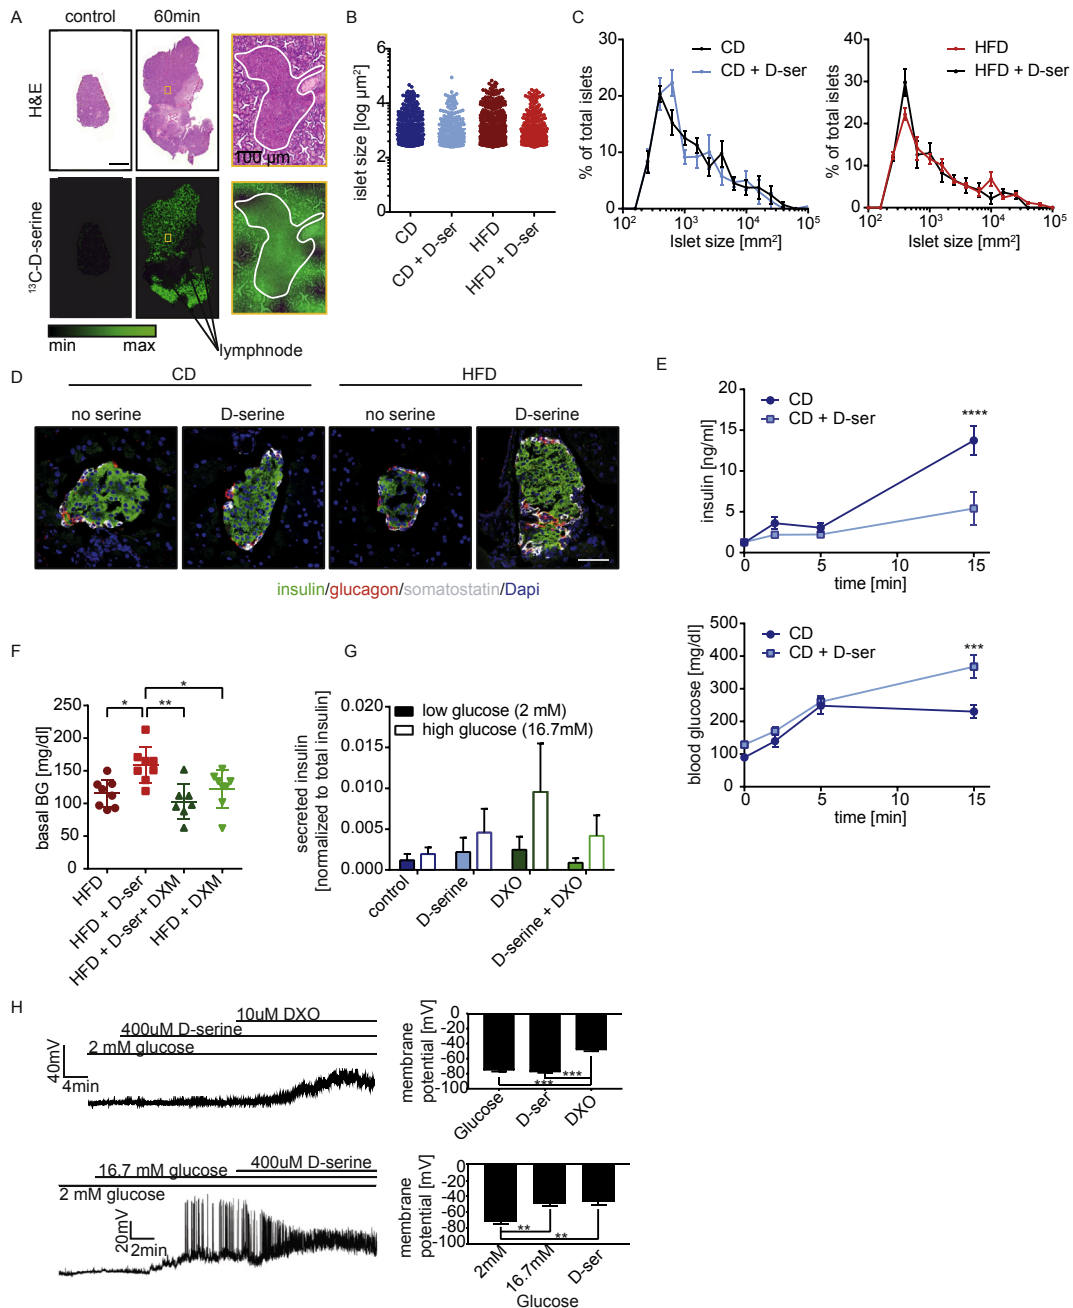 A
control
60min
H&E
100 µm
¹³C-D-serine
min
max
lymphnode
B
islet size [log µm²]
6
4
2
0
CD
CD + D-ser
HFD
HFD + D-ser
C
% of total islets
30
20
10
0
CD
CD + D-ser
10² 10³ 10⁴ 10⁵
Islet size [mm²]
% of total islets
40
30
20
10
0
HFD
HFD + D-ser
10² 10³ 10⁴ 10⁵
Islet size [mm²]
D
CD
HFD
no serine
D-serine
no serine
D-serine
insulin/glucagon/somatostatin/Dapi
E
insulin [ng/ml]
20
15
10
5
0
CD
CD + D-ser
****
0 5 10 15
time [min]
blood glucose [mg/dl]
500
400
300
200
100
0
CD
CD + D-ser
***
0 5 10 15
time [min]
F
basal BG [mg/dl]
250
200
150
100
50
0
*
**
*
HFD
HFD + D-ser
HFD + D-ser+ DXM
HFD + DXM
G
secreted insulin
[normalized to total insulin]
0.020
0.015
0.010
0.005
0.000
low glucose (2 mM)
high glucose (16.7mM)
control
D-serine
DXO
D-serine + DXO
H
10uM DXO
400uM D-serine
2 mM glucose
40mV
4min
membrane
potential [mV]
0
-20
-40
-60
-80
-100
***
***
Glucose
D-ser
DXO
400uM D-serine
16.7 mM glucose
2 mM glucose
20mV
2min
membrane
potential [mV]
0
-20
-40
-60
-80
-100
**
**
2mM
16.7mM
D-ser
Glucose